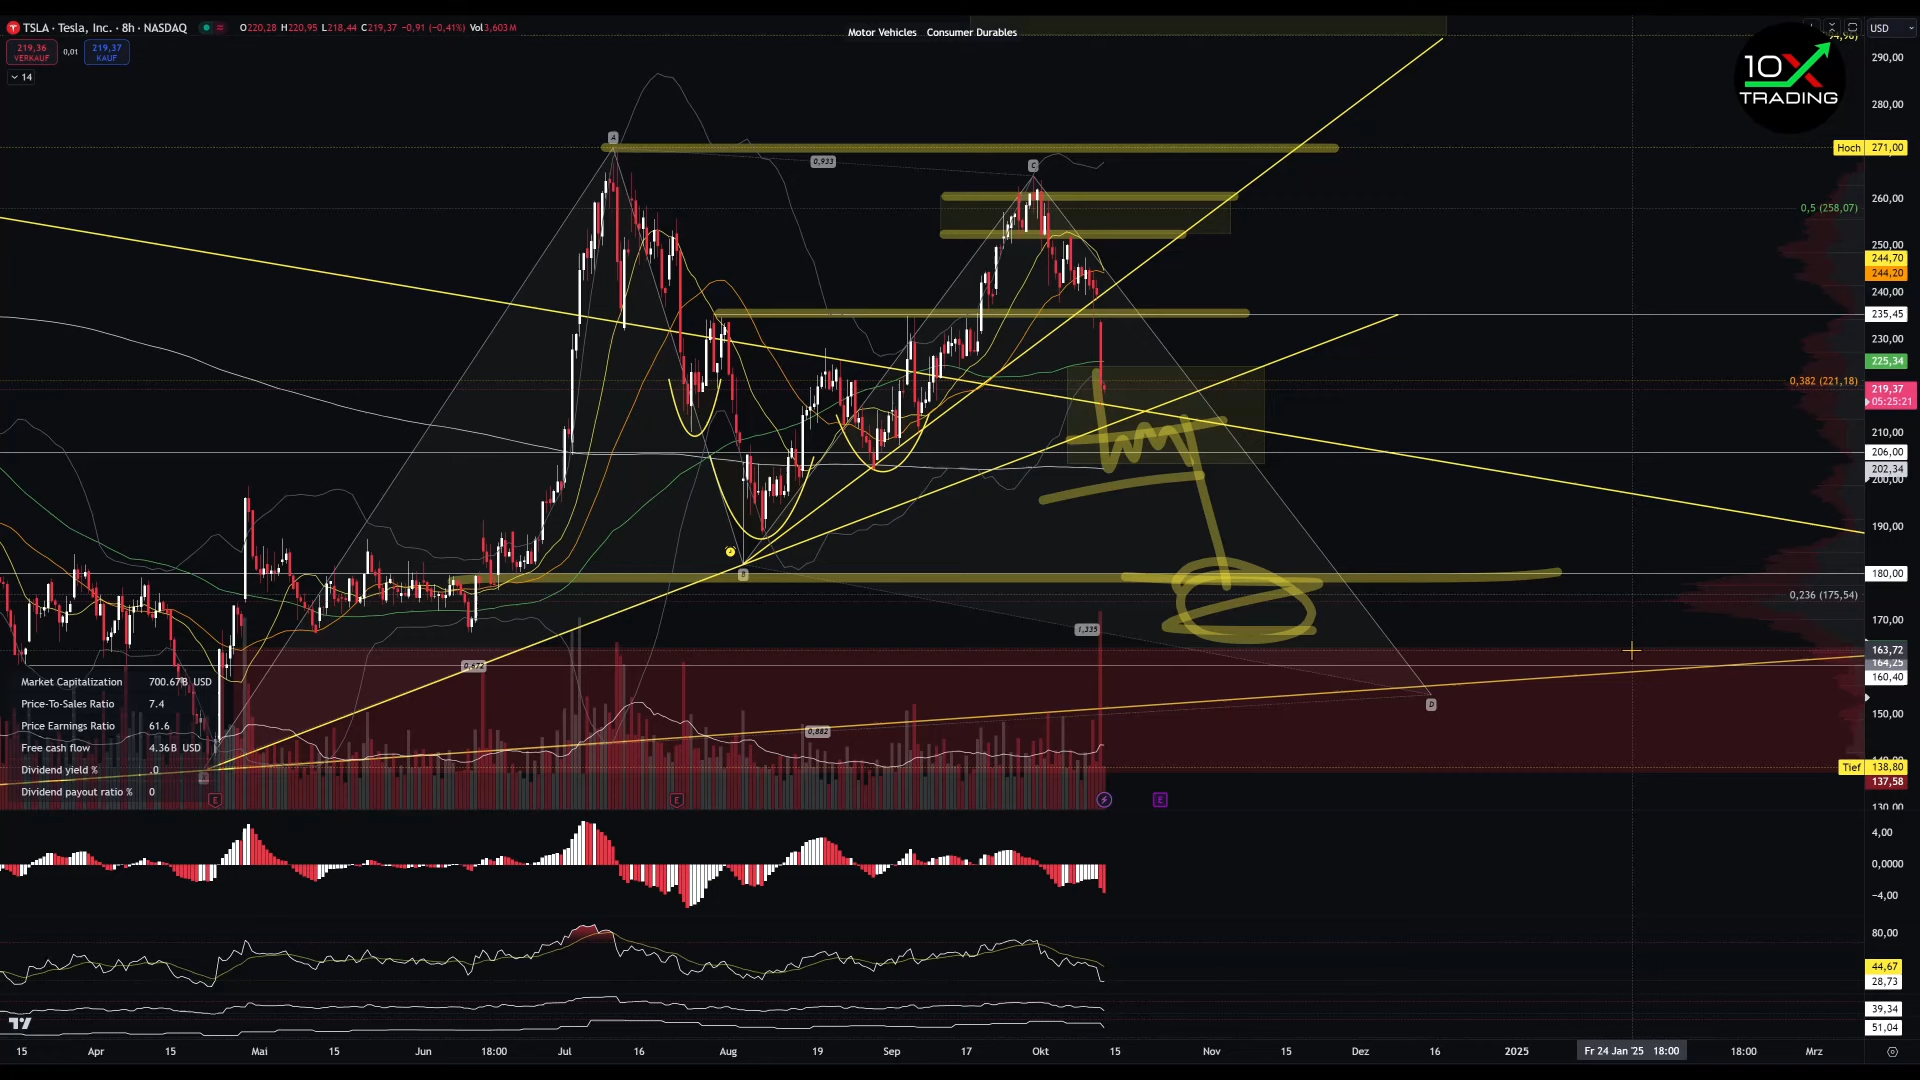 TSLA · Tesla, Inc. · 8h · NASDAQ
O220,28 H220,95 L218,44 C219,37 −0,91 (−0,41%) Vol3,603 M
219,36
VERKAUF
0,01
219,37
KAUF
14
Motor Vehicles Consumer Durables
10X
TRADING
USD
290,00
280,00
Hoch 271,00
260,00
0,5 (258,07)
250,00
244,70
244,20
240,00
235,45
230,00
225,34
0,382 (221,18)
219,37
05:25:21
210,00
206,00
202,34
200,00
190,00
180,00
0,236 (175,54)
170,00
163,72
164,25
160,40
150,00
Tief 138,80
137,58
130,00
A
0,933
C
B
1,335
0,672
0,882
D
Market Capitalization 700.67B USD
Price-To-Sales Ratio 7.4
Price Earnings Ratio 61.6
Free cash flow 4.36B USD
Dividend yield % .0
Dividend payout ratio % 0
E
E
E
4,00
0,0000
−4,00
80,00
44,67
28,73
39,34
51,04
15 Apr 15 Mai 15 Jun 18:00 Jul 16 Aug 19 Sep 17 Okt 15 Nov 15 Dez 16 2025 Fr 24 Jan '25 18:00 18:00 Mrz